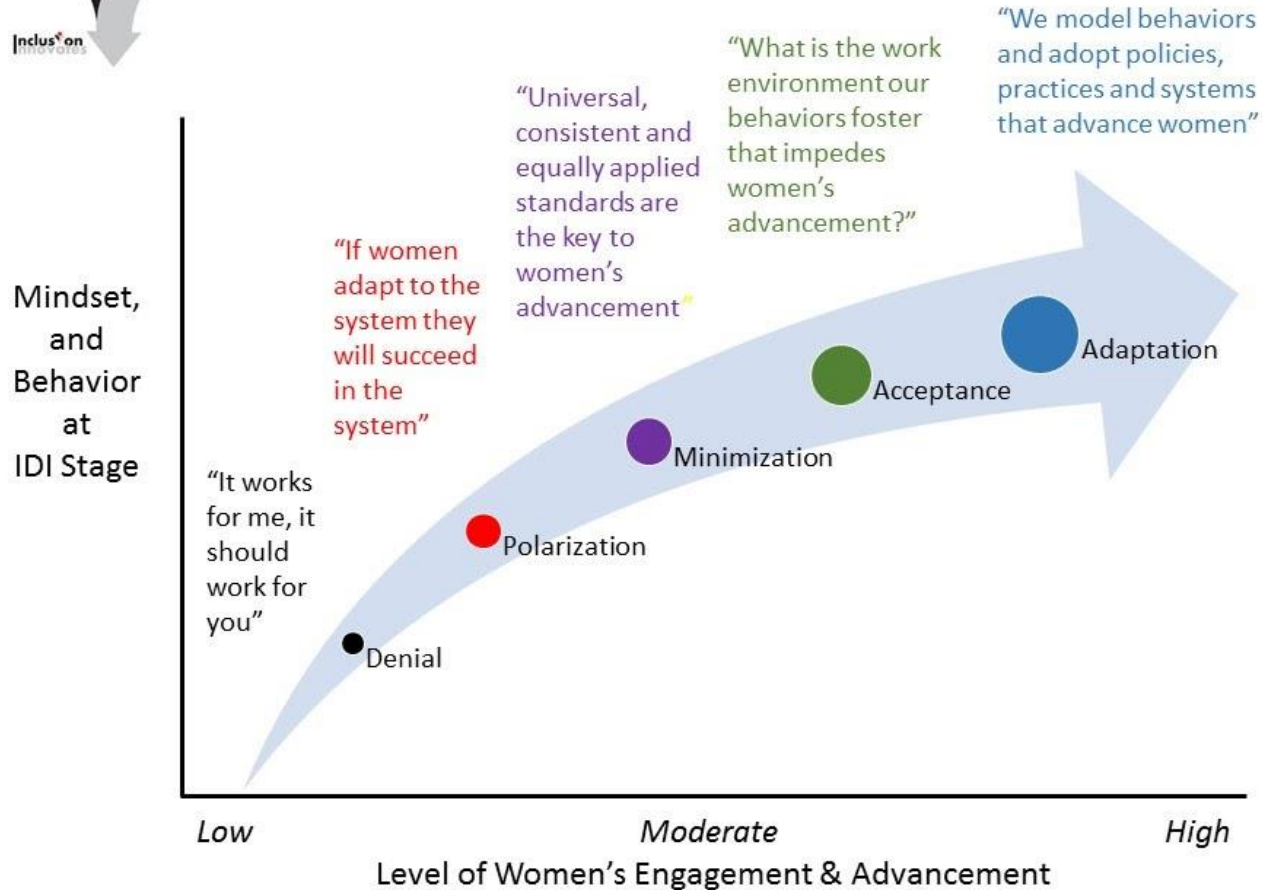 Inclusion
Innovates
“We model behaviors
and adopt policies,
practices and systems
that advance women”
“What is the work
environment our
behaviors foster
that impedes
women’s
advancement?”
“Universal,
consistent and
equally applied
standards are
the key to
women’s
advancement”
“If women
adapt to the
system they
will succeed
in the
system”
“It works
for me, it
should
work for
you”
Mindset,
and
Behavior
at
IDI Stage
Adaptation
Acceptance
Minimization
Polarization
Denial
Low Moderate High
Level of Women’s Engagement & Advancement